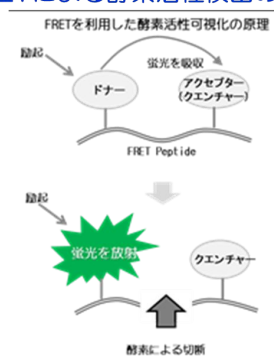 FRETを利用した酵素活性可視化の原理
励起
蛍光を吸収
ドナー
アクセプター
(クエンチャー)
FRET Peptide
励起
蛍光を放射
クエンチャー
酵素による切断